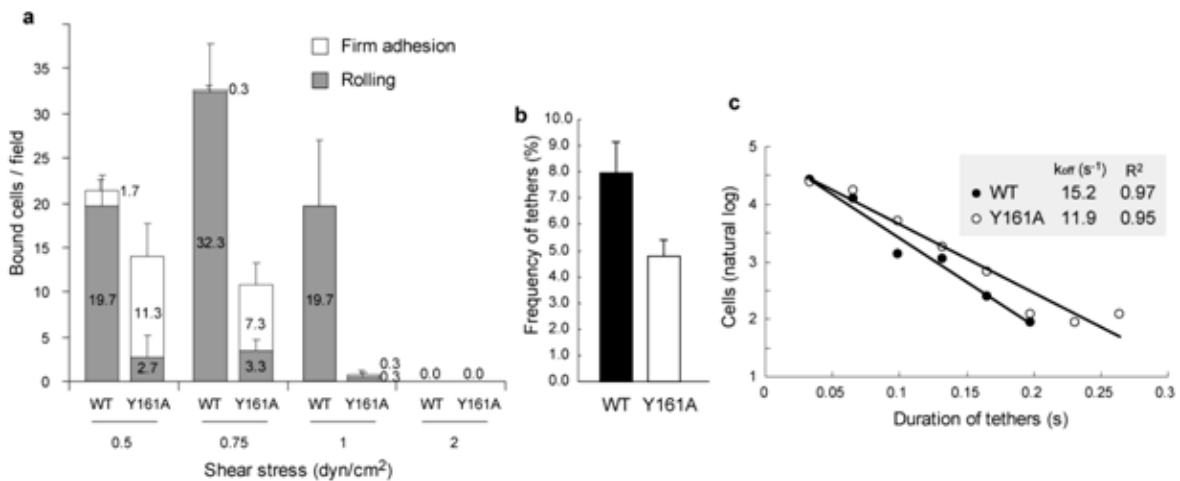 a
Bound cells / field
35
30
25
20
15
10
5
0
Firm adhesion
Rolling
1.7
19.7
11.3
2.7
0.3
32.3
7.3
3.3
19.7
0.3
0.3
0.0 0.0
WT Y161A WT Y161A WT Y161A WT Y161A
0.5 0.75 1 2
Shear stress (dyn/cm²)
b
Frequency of tethers (%)
10.0
9.0
8.0
7.0
6.0
5.0
4.0
3.0
2.0
1.0
0.0
WT Y161A
c
Cells (natural log)
5
4
3
2
1
koff (s⁻¹) R²
WT 15.2 0.97
Y161A 11.9 0.95
0 0.05 0.1 0.15 0.2 0.25 0.3
Duration of tethers (s)